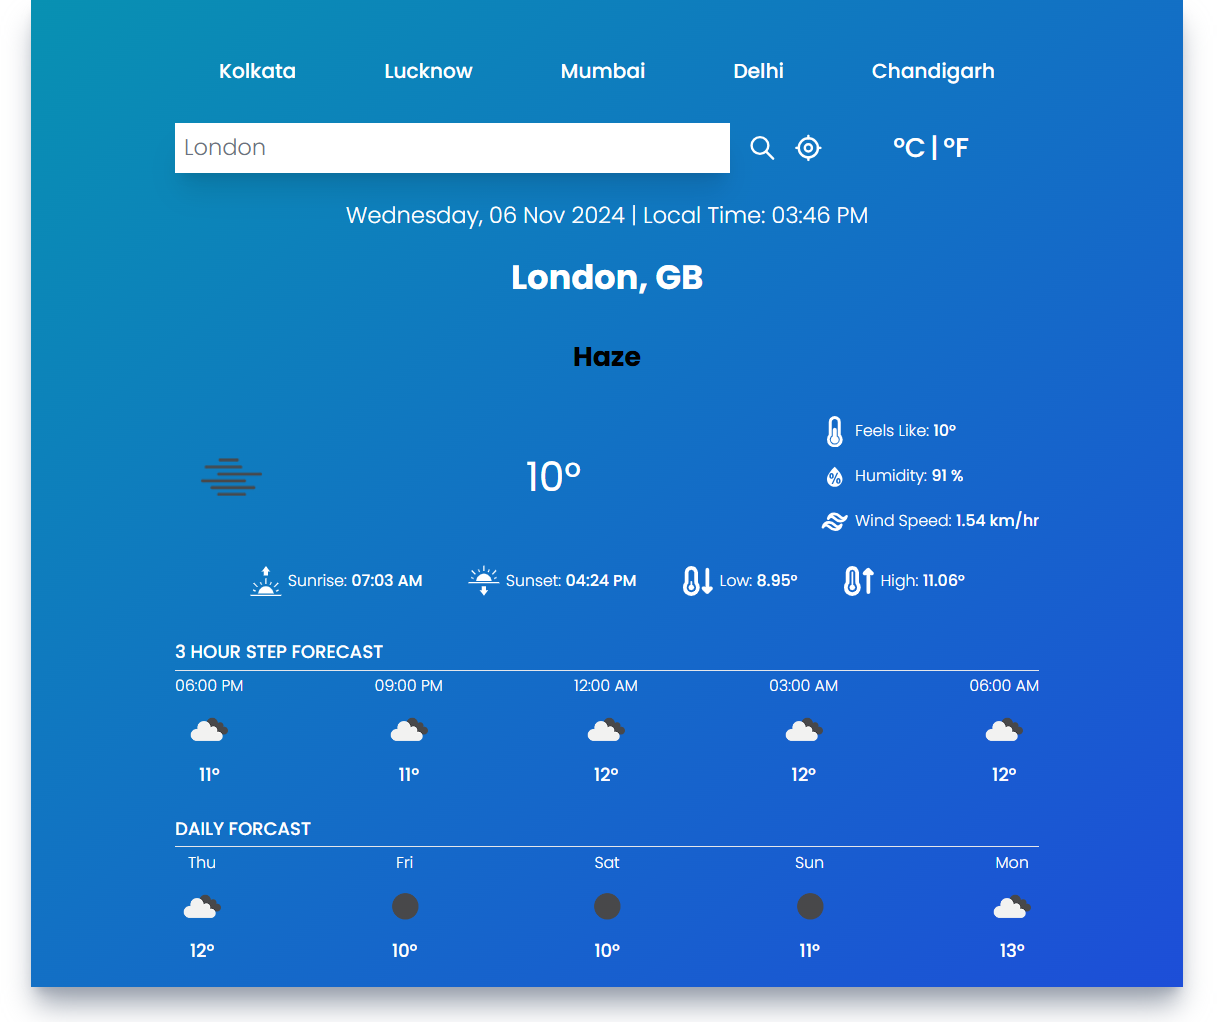 Kolkata Lucknow Mumbai Delhi Chandigarh
London °C | °F
Wednesday, 06 Nov 2024 | Local Time: 03:46 PM
London, GB
Haze
10°
Feels Like: 10°
Humidity: 91 %
Wind Speed: 1.54 km/hr
Sunrise: 07:03 AM Sunset: 04:24 PM Low: 8.95° High: 11.06°
3 HOUR STEP FORECAST
06:00 PM 09:00 PM 12:00 AM 03:00 AM 06:00 AM
11° 11° 12° 12° 12°
DAILY FORCAST
Thu Fri Sat Sun Mon
12° 10° 10° 11° 13°